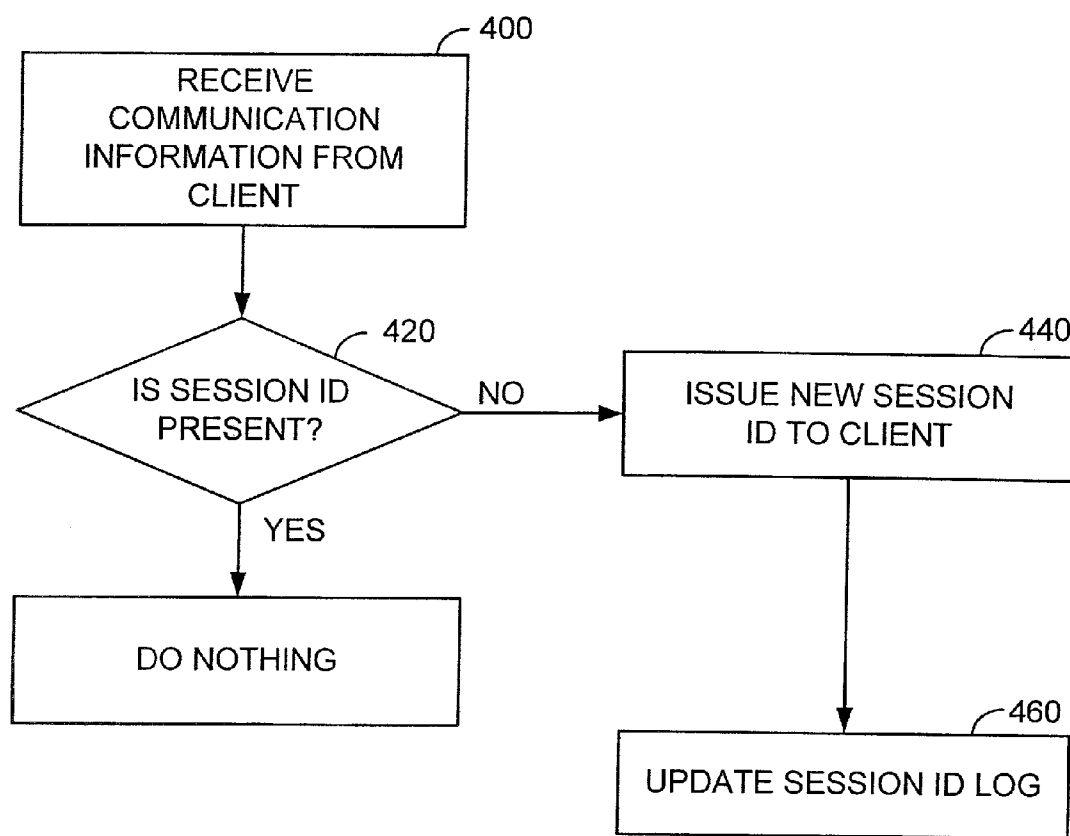 400
RECEIVE
COMMUNICATION
INFORMATION FROM
CLIENT
420
IS SESSION ID
PRESENT?
NO
440
ISSUE NEW SESSION
ID TO CLIENT
YES
DO NOTHING
460
UPDATE SESSION ID LOG